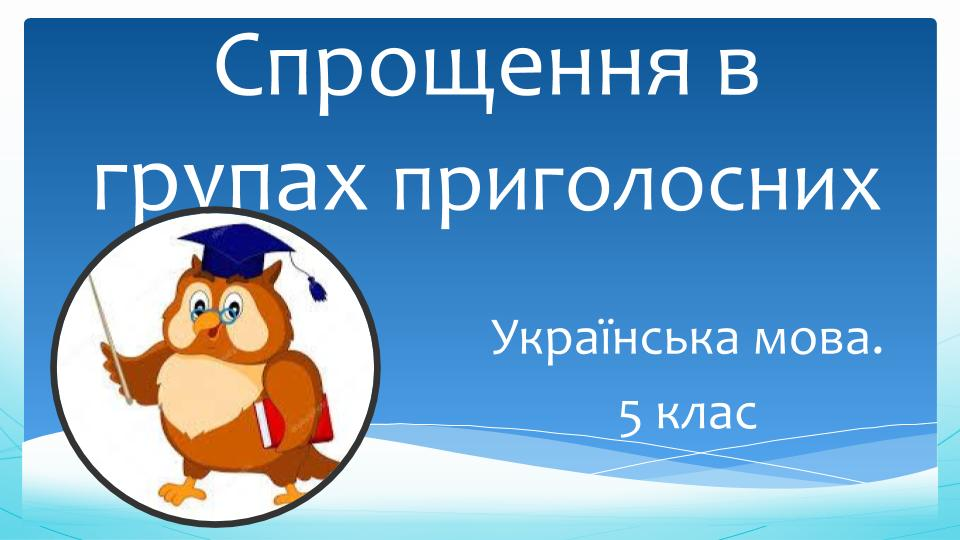 Спрощення в
групах приголосних
Українська мова.
5 клас